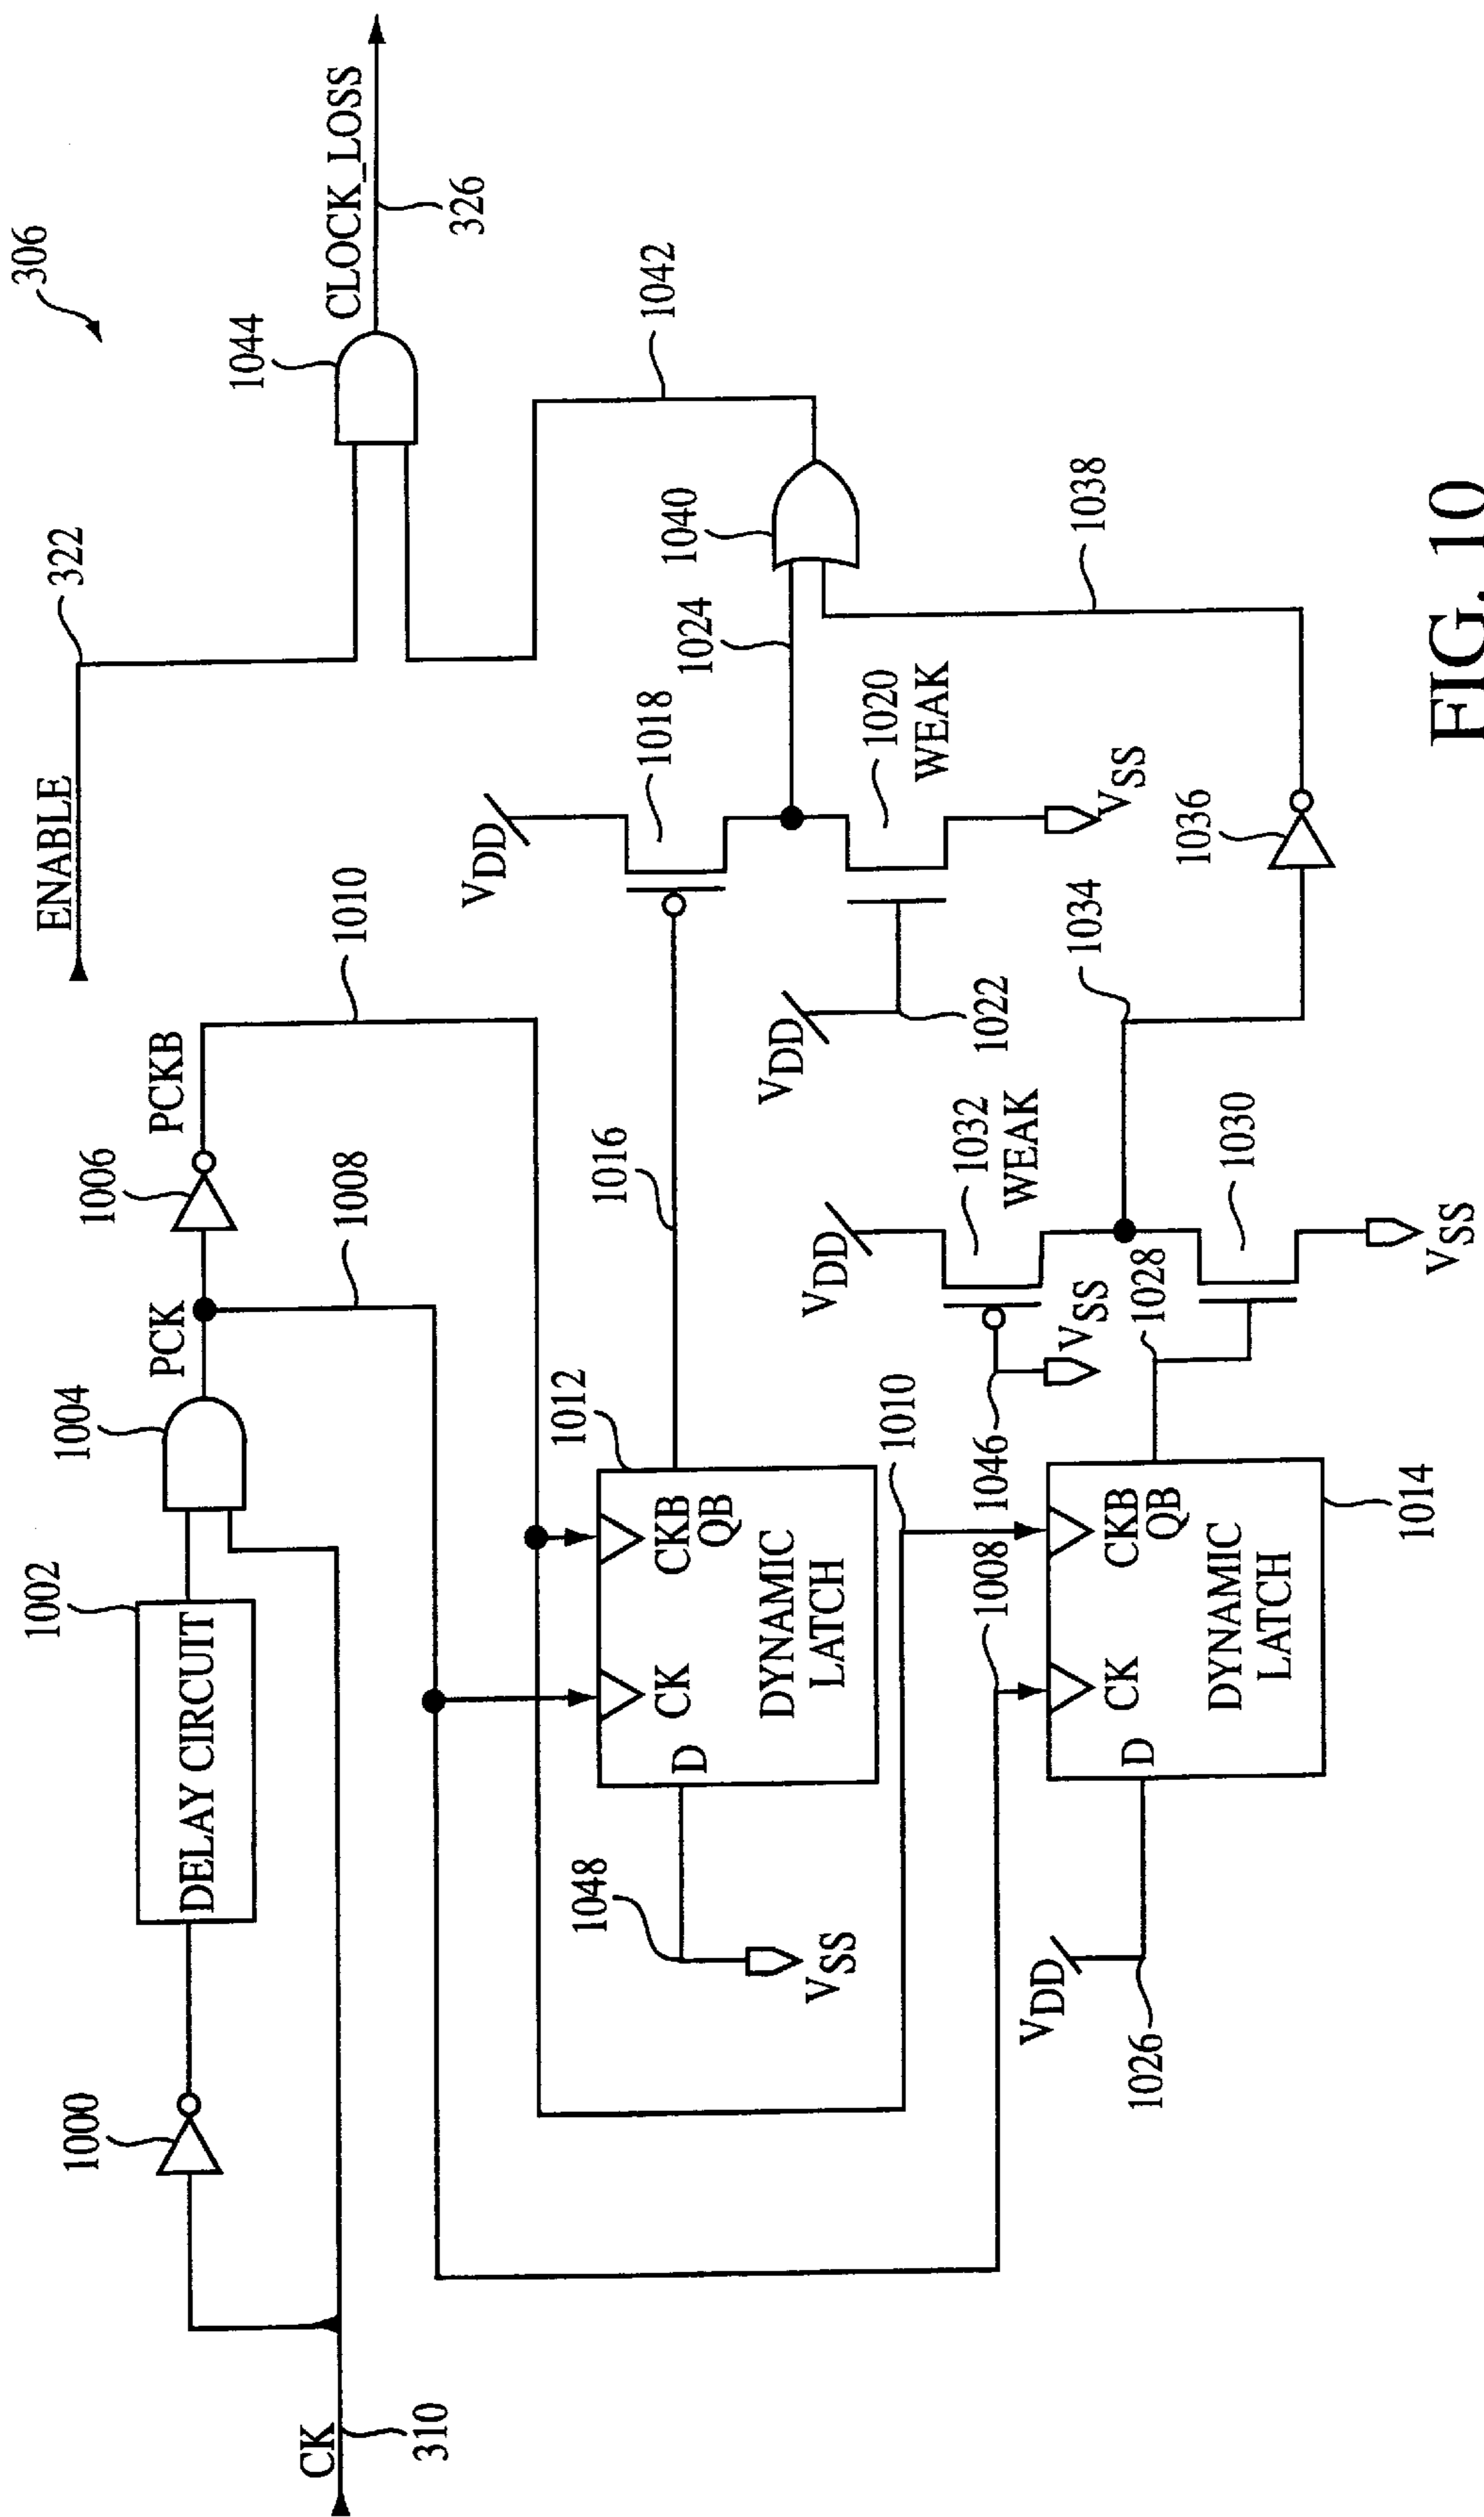 306
ENABLE
322
1044
CLOCK_LOSS
326
1042
1000
1002
DELAY CIRCUIT
1004
PCK
1006
PCKB
1010
1008
CK
310
VDD
1018
1040
1024
1016
1012
CK
CKB
D
QB
DYNAMIC
LATCH
1048
VSS
VDD
1022
1020
WEAK
VSS
1038
1010
1008
VDD
1032
WEAK
1046
VSS
1034
1036
1028
1030
VSS
VDD
1026
D
CK
CKB
QB
DYNAMIC
LATCH
1014
FIG. 10